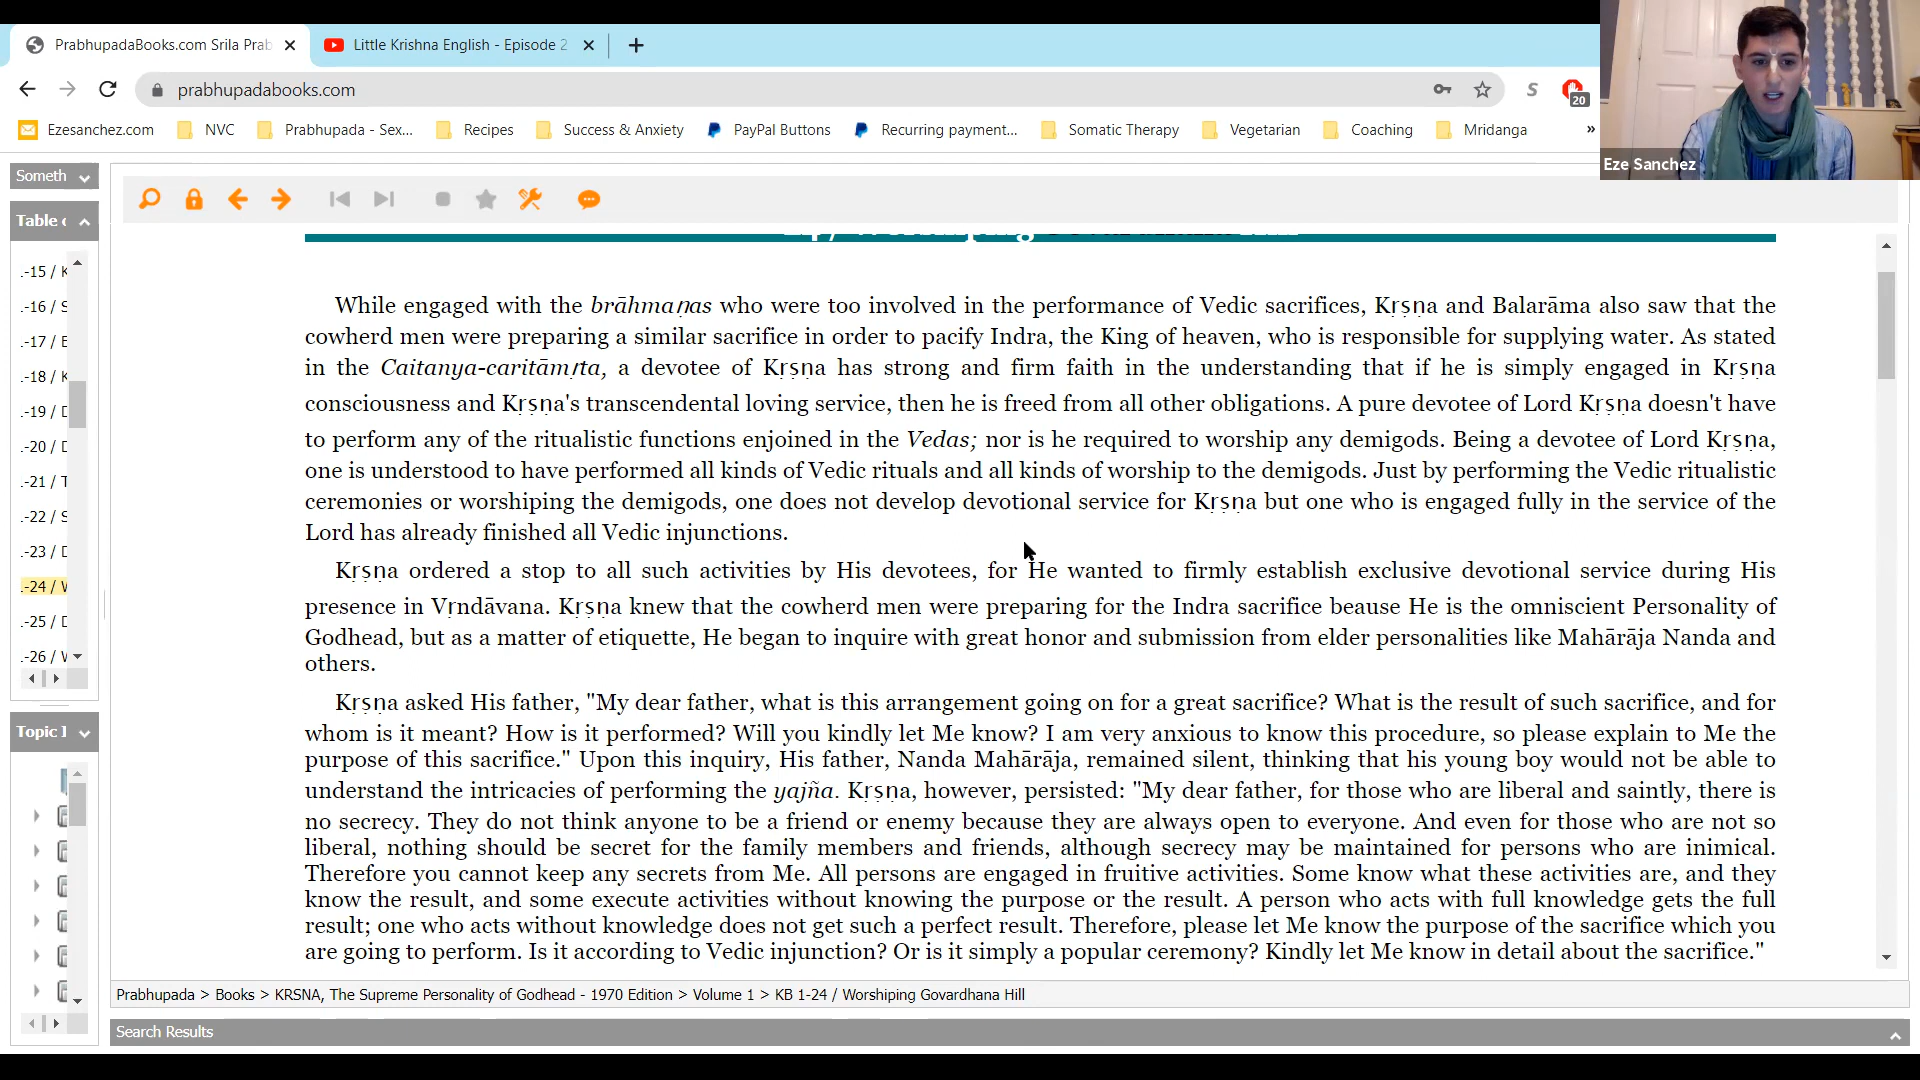 PrabhupadaBooks.com Srila Prab
Little Krishna English - Episode 2
prabhupadabooks.com
20
Ezesanchez.com
NVC
Prabhupada - Sex...
Recipes
Success & Anxiety
PayPal Buttons
Recurring payment...
Somatic Therapy
Vegetarian
Coaching
Mridanga
»
Eze Sanchez
Someth
Table c
.-15 / K
.-16 / S
.-17 / E
.-18 / K
.-19 / D
.-20 / D
.-21 / T
.-22 / S
.-23 / D
.-24 / V
.-25 / D
.-26 / V
Topic I
While engaged with the brāhmaṇas who were too involved in the performance of Vedic sacrifices, Kṛṣṇa and Balarāma also saw that the
cowherd men were preparing a similar sacrifice in order to pacify Indra, the King of heaven, who is responsible for supplying water. As stated
in the Caitanya-caritāmṛta, a devotee of Kṛṣṇa has strong and firm faith in the understanding that if he is simply engaged in Kṛṣṇa
consciousness and Kṛṣṇa's transcendental loving service, then he is freed from all other obligations. A pure devotee of Lord Kṛṣṇa doesn't have
to perform any of the ritualistic functions enjoined in the Vedas; nor is he required to worship any demigods. Being a devotee of Lord Kṛṣṇa,
one is understood to have performed all kinds of Vedic rituals and all kinds of worship to the demigods. Just by performing the Vedic ritualistic
ceremonies or worshiping the demigods, one does not develop devotional service for Kṛṣṇa but one who is engaged fully in the service of the
Lord has already finished all Vedic injunctions.
Kṛṣṇa ordered a stop to all such activities by His devotees, for He wanted to firmly establish exclusive devotional service during His
presence in Vṛndāvana. Kṛṣṇa knew that the cowherd men were preparing for the Indra sacrifice beause He is the omniscient Personality of
Godhead, but as a matter of etiquette, He began to inquire with great honor and submission from elder personalities like Mahārāja Nanda and
others.
Kṛṣṇa asked His father, "My dear father, what is this arrangement going on for a great sacrifice? What is the result of such sacrifice, and for
whom is it meant? How is it performed? Will you kindly let Me know? I am very anxious to know this procedure, so please explain to Me the
purpose of this sacrifice." Upon this inquiry, His father, Nanda Mahārāja, remained silent, thinking that his young boy would not be able to
understand the intricacies of performing the yajña. Kṛṣṇa, however, persisted: "My dear father, for those who are liberal and saintly, there is
no secrecy. They do not think anyone to be a friend or enemy because they are always open to everyone. And even for those who are not so
liberal, nothing should be secret for the family members and friends, although secrecy may be maintained for persons who are inimical.
Therefore you cannot keep any secrets from Me. All persons are engaged in fruitive activities. Some know what these activities are, and they
know the result, and some execute activities without knowing the purpose or the result. A person who acts with full knowledge gets the full
result; one who acts without knowledge does not get such a perfect result. Therefore, please let Me know the purpose of the sacrifice which you
are going to perform. Is it according to Vedic injunction? Or is it simply a popular ceremony? Kindly let Me know in detail about the sacrifice."
Prabhupada > Books > KRSNA, The Supreme Personality of Godhead - 1970 Edition > Volume 1 > KB 1-24 / Worshiping Govardhana Hill
Search Results